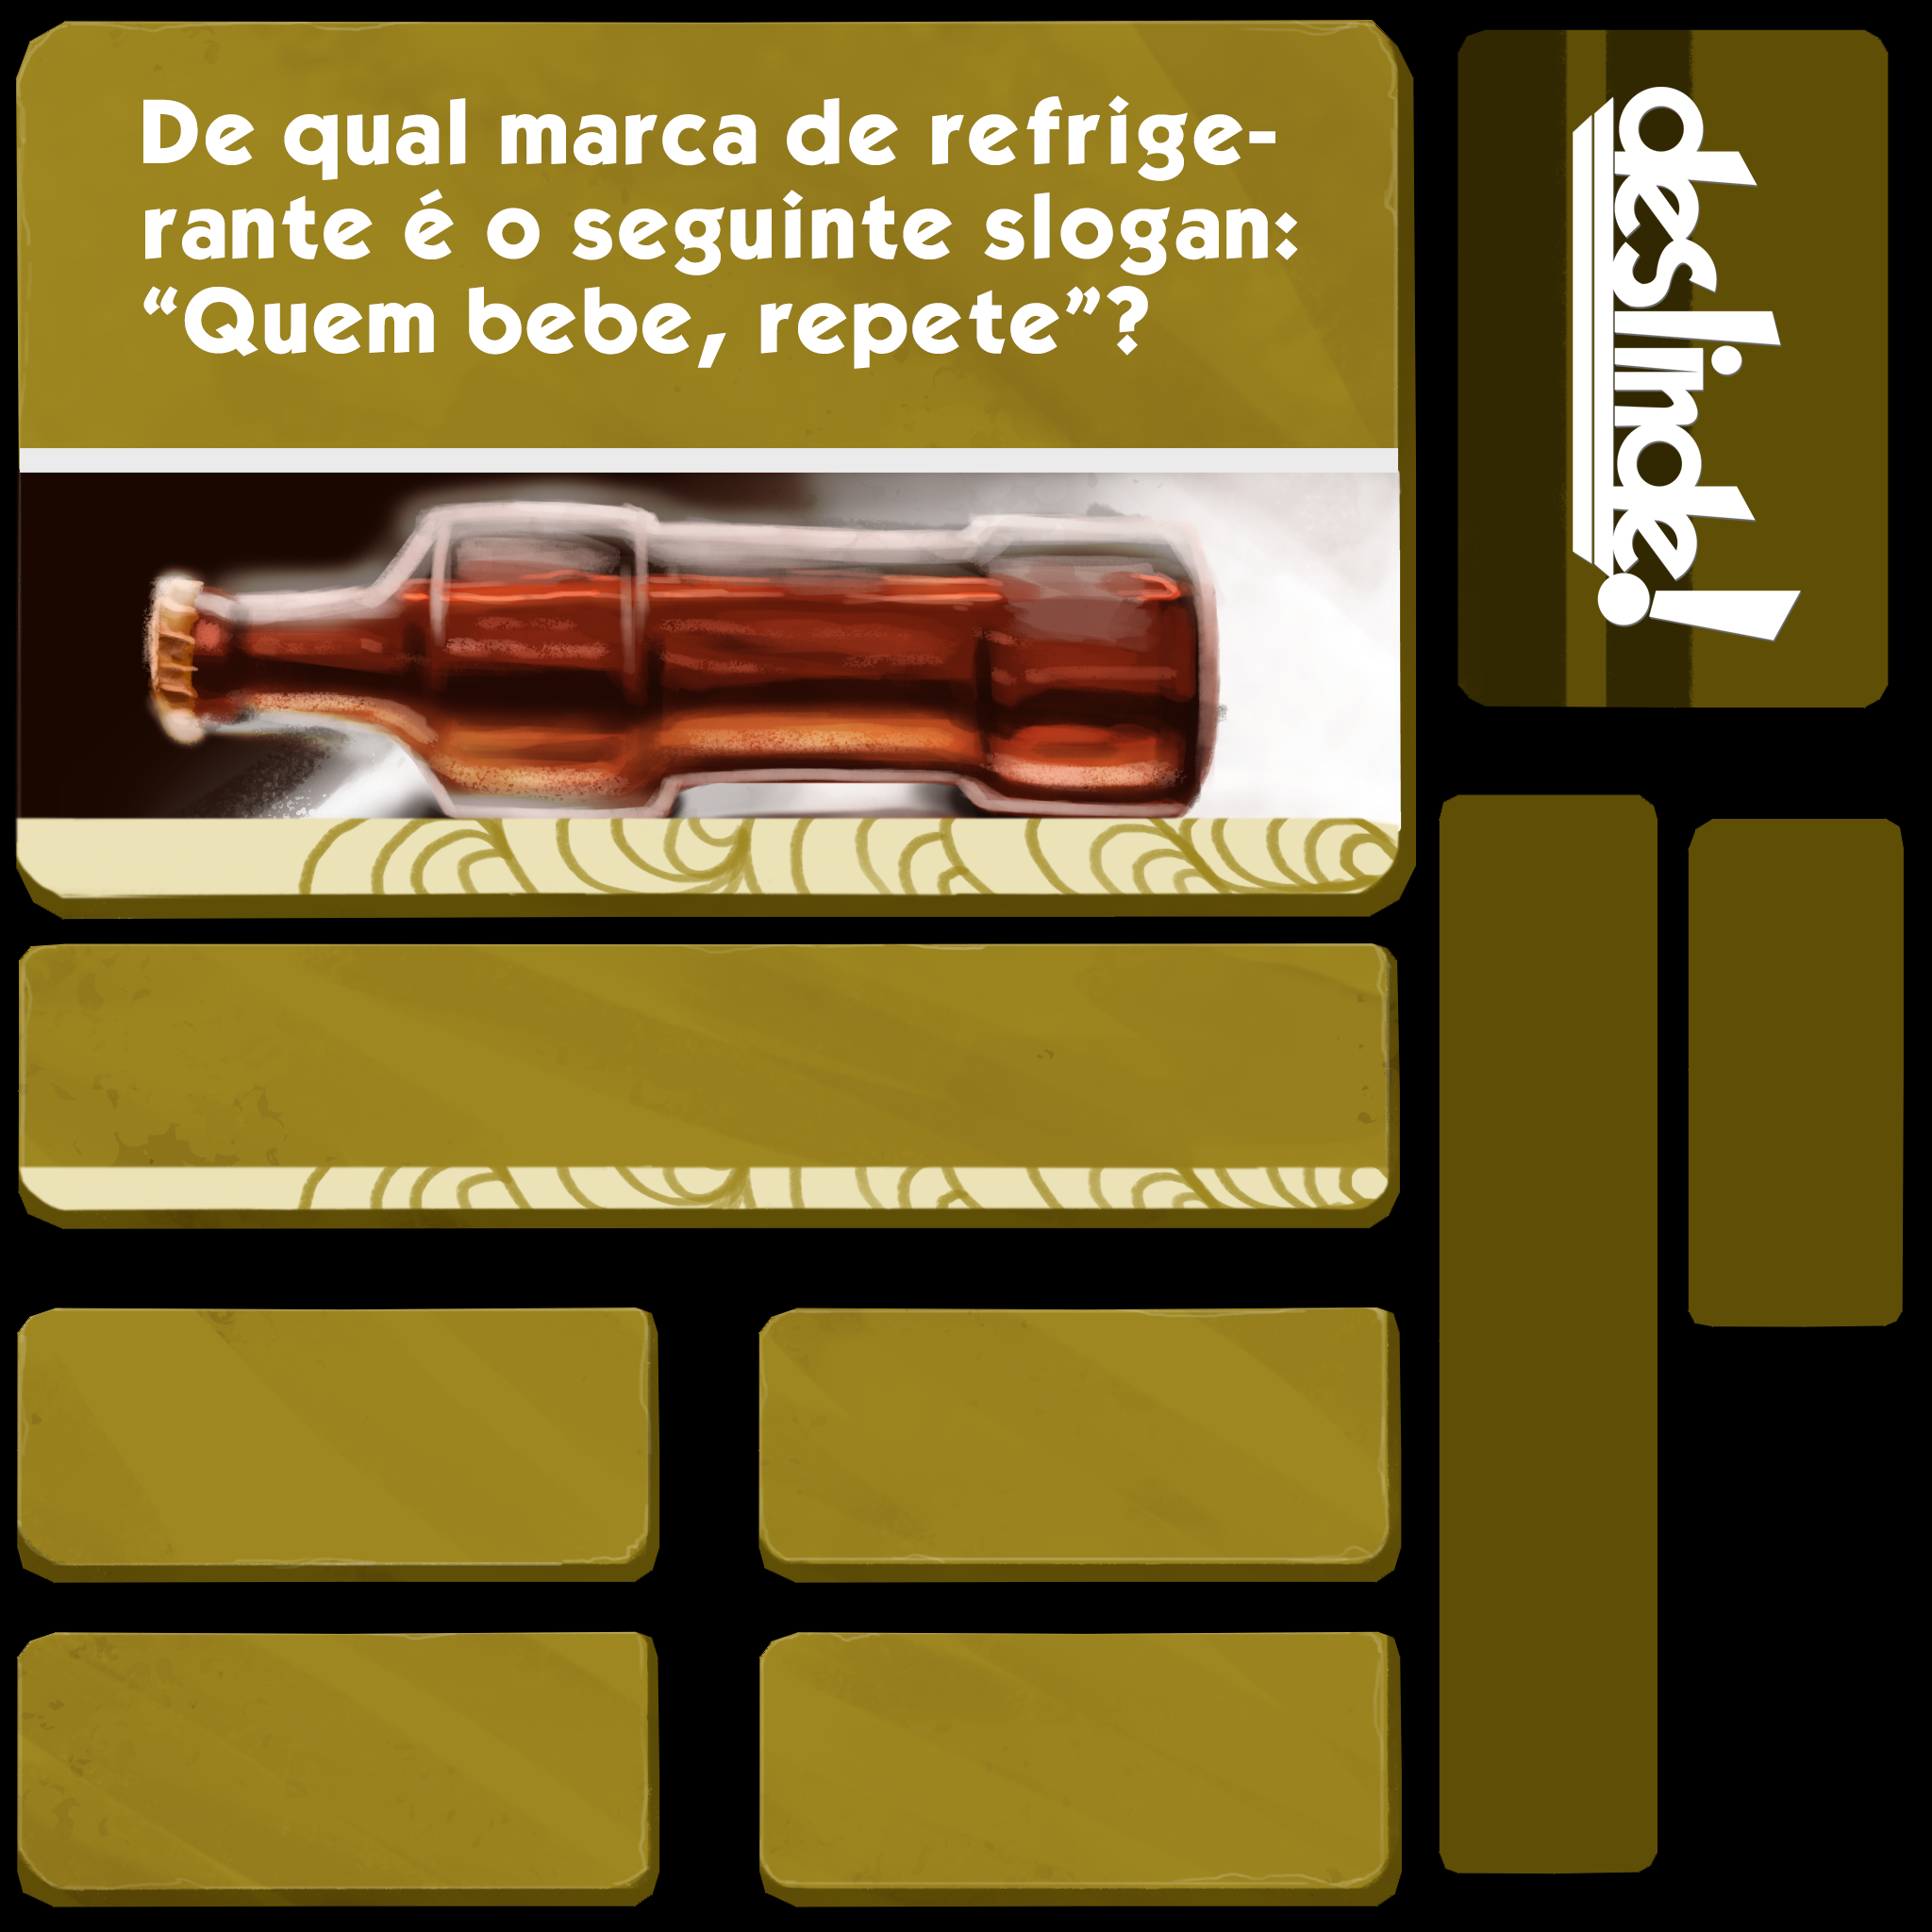 De qual marca de refrige-
rante é o seguinte slogan:
“Quem bebe, repete”?
deslinde!